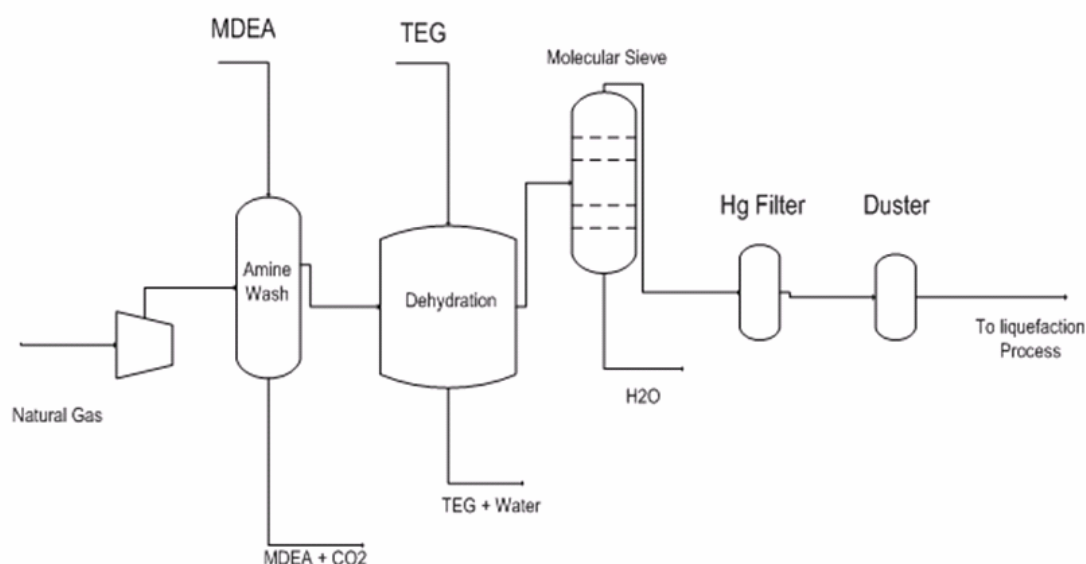 MDEA
TEG
Molecular Sieve
Hg Filter
Duster
Amine
Wash
Dehydration
To liquefaction
Process
Natural Gas
H2O
TEG + Water
MDEA + CO2